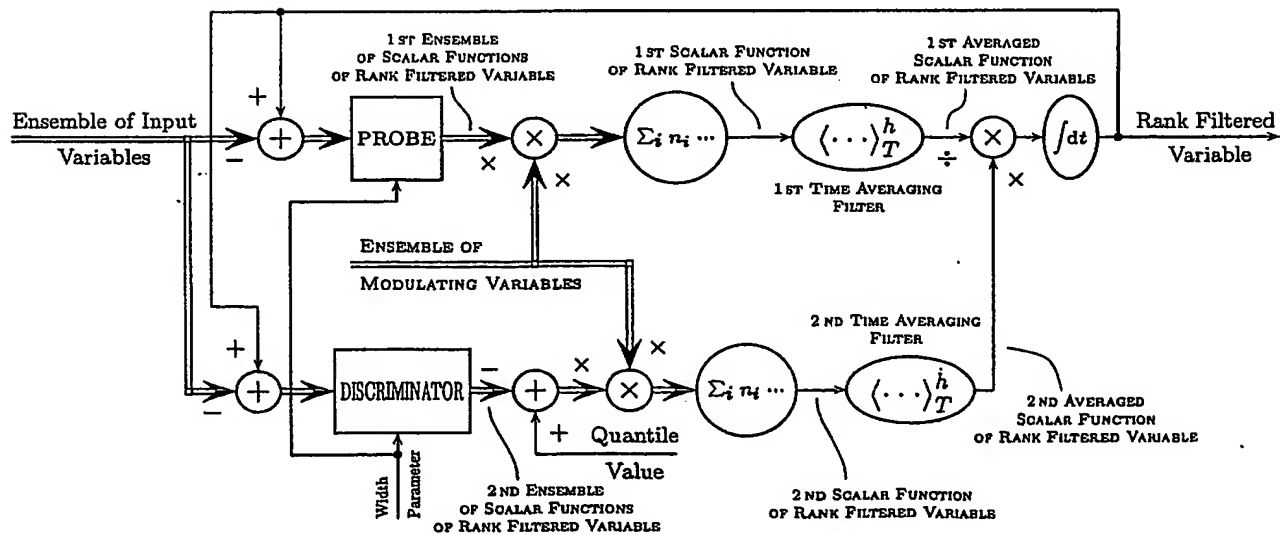 1ST ENSEMBLE
OF SCALAR FUNCTIONS
OF RANK FILTERED VARIABLE
1ST SCALAR FUNCTION
OF RANK FILTERED VARIABLE
1ST AVERAGED
SCALAR FUNCTION
OF RANK FILTERED VARIABLE
Ensemble of Input
Variables
+
−
+
PROBE
×
×
×
Σᵢ nᵢ ···
⟨···⟩ h T
÷
×
×
∫dt
Rank Filtered
Variable
1ST TIME AVERAGING
FILTER
ENSEMBLE OF
MODULATING VARIABLES
2ND TIME AVERAGING
FILTER
+
−
+
DISCRIMINATOR
−
+
×
×
×
Σᵢ nᵢ ···
⟨···⟩ ḣ T
+
Quantile
Value
2ND AVERAGED
SCALAR FUNCTION
OF RANK FILTERED VARIABLE
Width
Parameter
2ND ENSEMBLE
OF SCALAR FUNCTIONS
OF RANK FILTERED VARIABLE
2ND SCALAR FUNCTION
OF RANK FILTERED VARIABLE